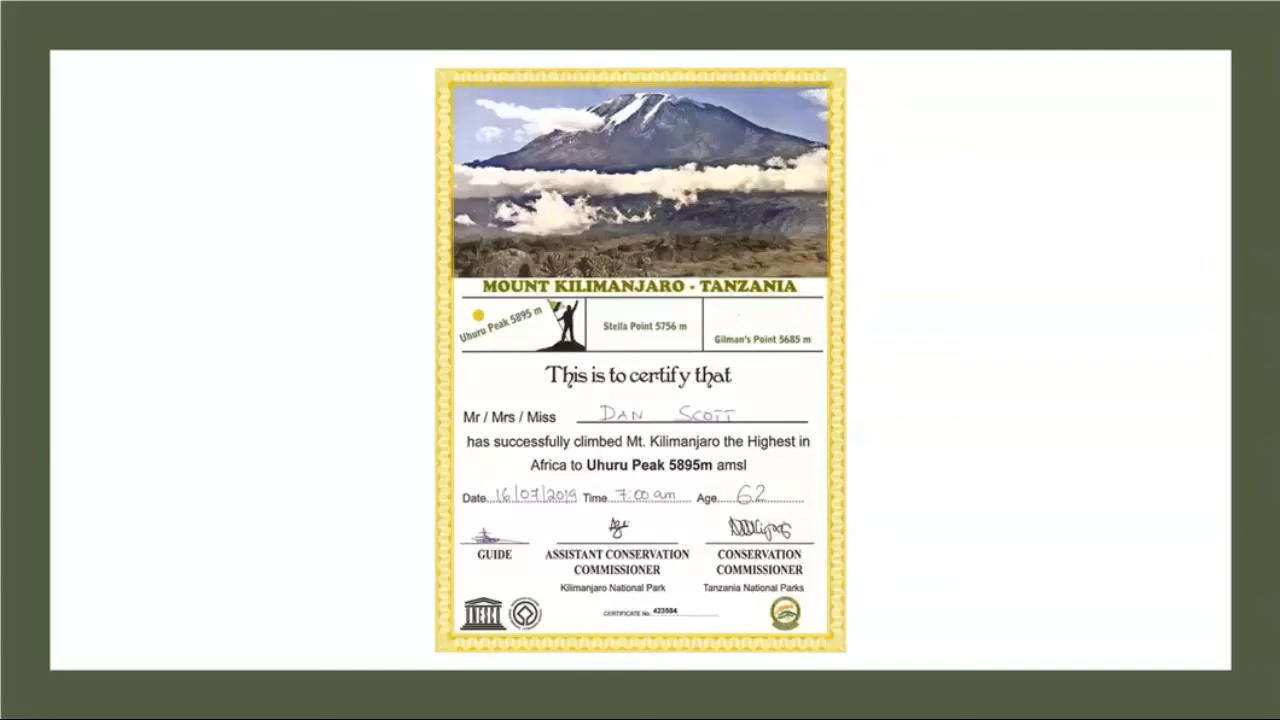 MOUNT KILIMANJARO - TANZANIA
Uhuru Peak 5895 m
Stella Point 5756 m
Gilman's Point 5685 m
This is to certify that
Mr / Mrs / Miss DAN SCOTT
has successfully climbed Mt. Kilimanjaro the Highest in
Africa to Uhuru Peak 5895m amsl
Date 16/07/2019 Time 7:00 am Age 62
GUIDE
ASSISTANT CONSERVATION
COMMISSIONER
Kilimanjaro National Park
CONSERVATION
COMMISSIONER
Tanzania National Parks
CERTIFICATE No. 423584